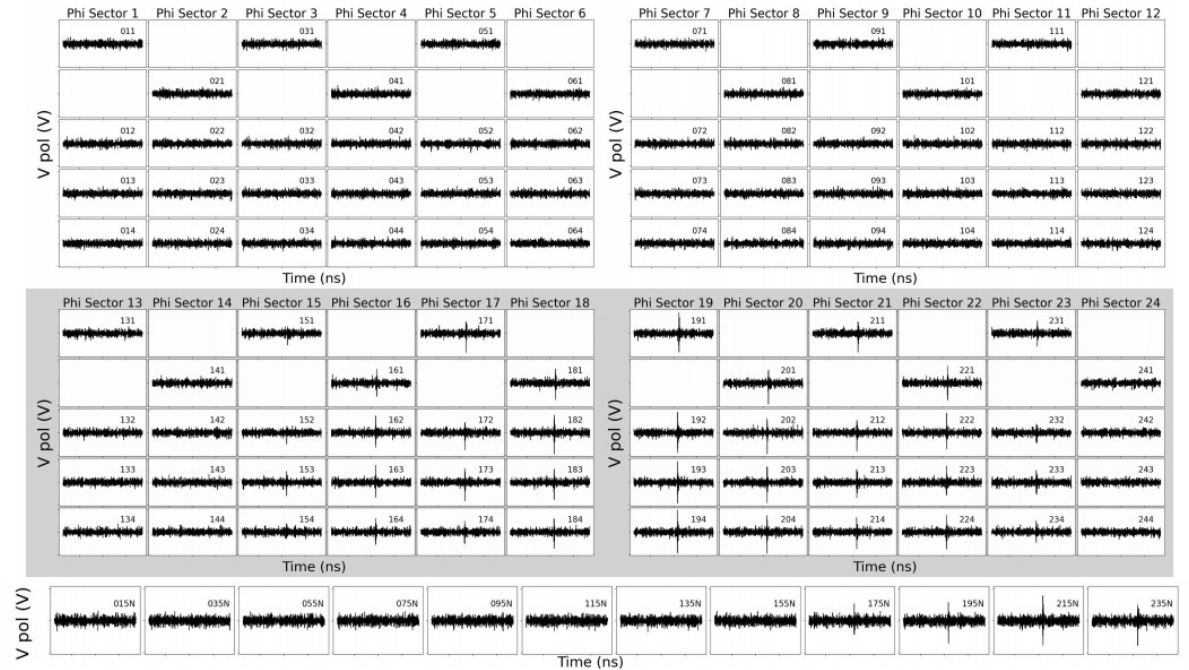 Phi Sector 1 Phi Sector 2 Phi Sector 3 Phi Sector 4 Phi Sector 5 Phi Sector 6
011 031 051
021 041 061
012 022 032 042 052 062
013 023 033 043 053 063
014 024 034 044 054 064
V pol (V)
Time (ns)
Phi Sector 7 Phi Sector 8 Phi Sector 9 Phi Sector 10 Phi Sector 11 Phi Sector 12
071 091 111
081 101 121
072 082 092 102 112 122
073 083 093 103 113 123
074 084 094 104 114 124
V pol (V)
Time (ns)
Phi Sector 13 Phi Sector 14 Phi Sector 15 Phi Sector 16 Phi Sector 17 Phi Sector 18
131 151 171
141 161 181
132 142 152 162 172 182
133 143 153 163 173 183
134 144 154 164 174 184
V pol (V)
Time (ns)
Phi Sector 19 Phi Sector 20 Phi Sector 21 Phi Sector 22 Phi Sector 23 Phi Sector 24
191 211 231
201 221 241
192 202 212 222 232 242
193 203 213 223 233 243
194 204 214 224 234 244
V pol (V)
Time (ns)
015N 035N 055N 075N 095N 115N 135N 155N 175N 195N 215N 235N
V pol (V)
Time (ns)